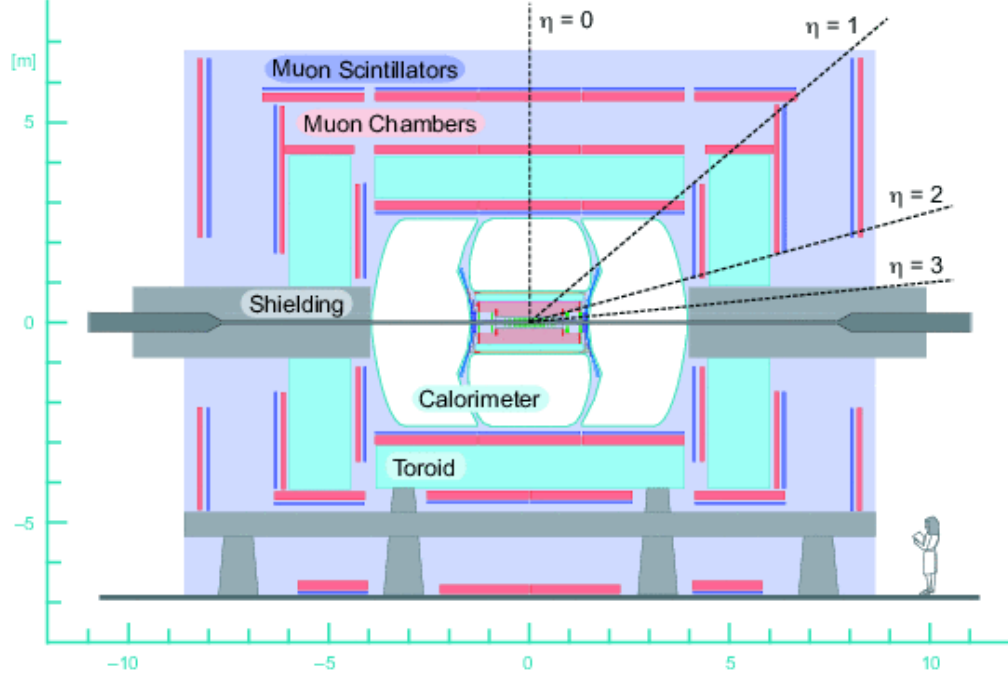 η = 0
η = 1
[m]
Muon Scintillators
5
Muon Chambers
η = 2
η = 3
Shielding
0
Calorimeter
Toroid
–5
–10
–5
0
5
10